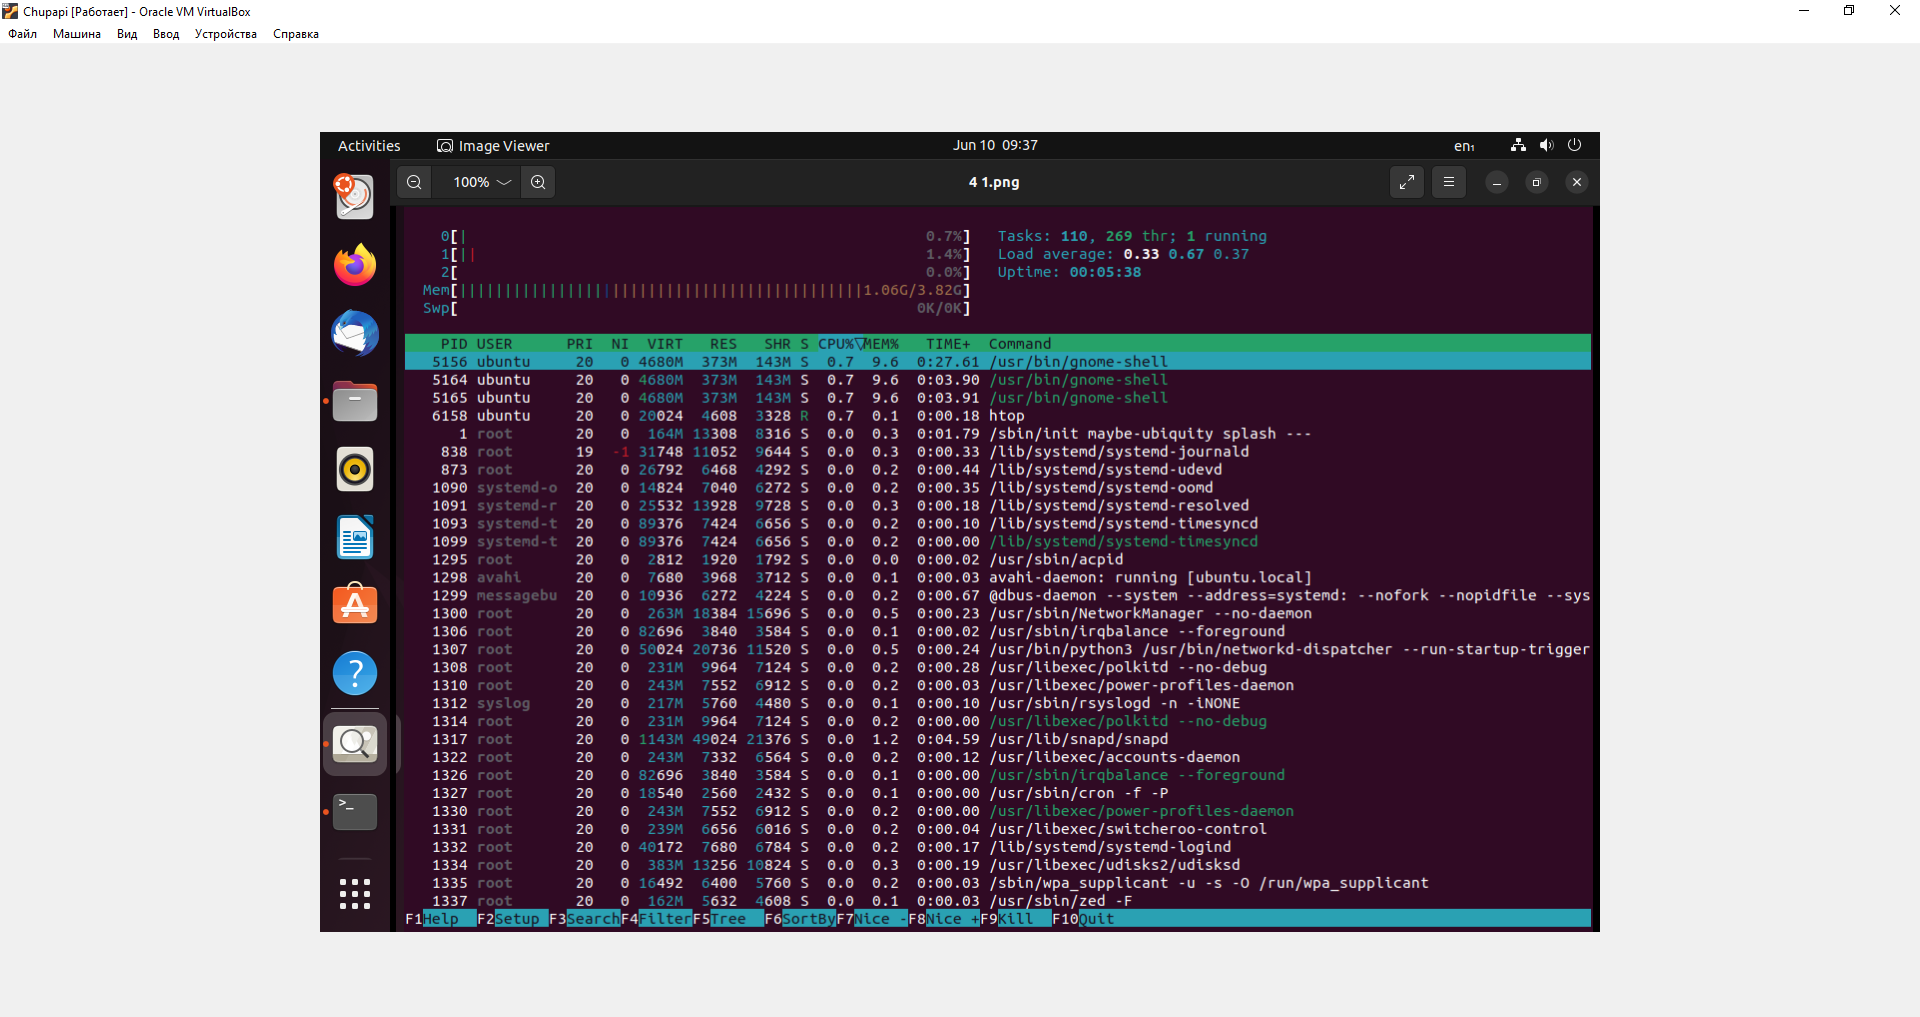 Chupapi [Работает] - Oracle VM VirtualBox
Файл Машина Вид Ввод Устройства Справка
Activities Image Viewer Jun 10 09:37 en₁
100% 4 1.png
0[| 0.7%] Tasks: 110, 269 thr; 1 running
1[|| 1.4%] Load average: 0.33 0.67 0.37
2[ 0.0%] Uptime: 00:05:38
Mem[|||||||||||||||||||||||||||||||||||||||||||||1.06G/3.82G]
Swp[ 0K/0K]
PID USER PRI NI VIRT RES SHR S CPU%▽MEM% TIME+ Command
5156 ubuntu 20 0 4680M 373M 143M S 0.7 9.6 0:27.61 /usr/bin/gnome-shell
5164 ubuntu 20 0 4680M 373M 143M S 0.7 9.6 0:03.90 /usr/bin/gnome-shell
5165 ubuntu 20 0 4680M 373M 143M S 0.7 9.6 0:03.91 /usr/bin/gnome-shell
6158 ubuntu 20 0 20024 4608 3328 R 0.7 0.1 0:00.18 htop
1 root 20 0 164M 13308 8316 S 0.0 0.3 0:01.79 /sbin/init maybe-ubiquity splash ---
838 root 19 -1 31748 11052 9644 S 0.0 0.3 0:00.33 /lib/systemd/systemd-journald
873 root 20 0 26792 6468 4292 S 0.0 0.2 0:00.44 /lib/systemd/systemd-udevd
1090 systemd-o 20 0 14824 7040 6272 S 0.0 0.2 0:00.35 /lib/systemd/systemd-oomd
1091 systemd-r 20 0 25532 13928 9728 S 0.0 0.3 0:00.18 /lib/systemd/systemd-resolved
1093 systemd-t 20 0 89376 7424 6656 S 0.0 0.2 0:00.10 /lib/systemd/systemd-timesyncd
1099 systemd-t 20 0 89376 7424 6656 S 0.0 0.2 0:00.00 /lib/systemd/systemd-timesyncd
1295 root 20 0 2812 1920 1792 S 0.0 0.0 0:00.02 /usr/sbin/acpid
1298 avahi 20 0 7680 3968 3712 S 0.0 0.1 0:00.03 avahi-daemon: running [ubuntu.local]
1299 messagebu 20 0 10936 6272 4224 S 0.0 0.2 0:00.67 @dbus-daemon --system --address=systemd: --nofork --nopidfile --sys
1300 root 20 0 263M 18384 15696 S 0.0 0.5 0:00.23 /usr/sbin/NetworkManager --no-daemon
1306 root 20 0 82696 3840 3584 S 0.0 0.1 0:00.02 /usr/sbin/irqbalance --foreground
1307 root 20 0 50024 20736 11520 S 0.0 0.5 0:00.24 /usr/bin/python3 /usr/bin/networkd-dispatcher --run-startup-trigger
1308 root 20 0 231M 9964 7124 S 0.0 0.2 0:00.28 /usr/libexec/polkitd --no-debug
1310 root 20 0 243M 7552 6912 S 0.0 0.2 0:00.03 /usr/libexec/power-profiles-daemon
1312 syslog 20 0 217M 5760 4480 S 0.0 0.1 0:00.10 /usr/sbin/rsyslogd -n -iNONE
1314 root 20 0 231M 9964 7124 S 0.0 0.2 0:00.00 /usr/libexec/polkitd --no-debug
1317 root 20 0 1143M 49024 21376 S 0.0 1.2 0:04.59 /usr/lib/snapd/snapd
1322 root 20 0 243M 7332 6564 S 0.0 0.2 0:00.12 /usr/libexec/accounts-daemon
1326 root 20 0 82696 3840 3584 S 0.0 0.1 0:00.00 /usr/sbin/irqbalance --foreground
1327 root 20 0 18540 2560 2432 S 0.0 0.1 0:00.00 /usr/sbin/cron -f -P
1330 root 20 0 243M 7552 6912 S 0.0 0.2 0:00.00 /usr/libexec/power-profiles-daemon
1331 root 20 0 239M 6656 6016 S 0.0 0.2 0:00.04 /usr/libexec/switcheroo-control
1332 root 20 0 40172 7680 6784 S 0.0 0.2 0:00.17 /lib/systemd/systemd-logind
1334 root 20 0 383M 13256 10824 S 0.0 0.3 0:00.19 /usr/libexec/udisks2/udisksd
1335 root 20 0 16492 6400 5760 S 0.0 0.2 0:00.03 /sbin/wpa_supplicant -u -s -O /run/wpa_supplicant
1337 root 20 0 162M 5632 4608 S 0.0 0.1 0:00.03 /usr/sbin/zed -F
F1Help F2Setup F3SearchF4FilterF5Tree F6SortByF7Nice -F8Nice +F9Kill F10Quit